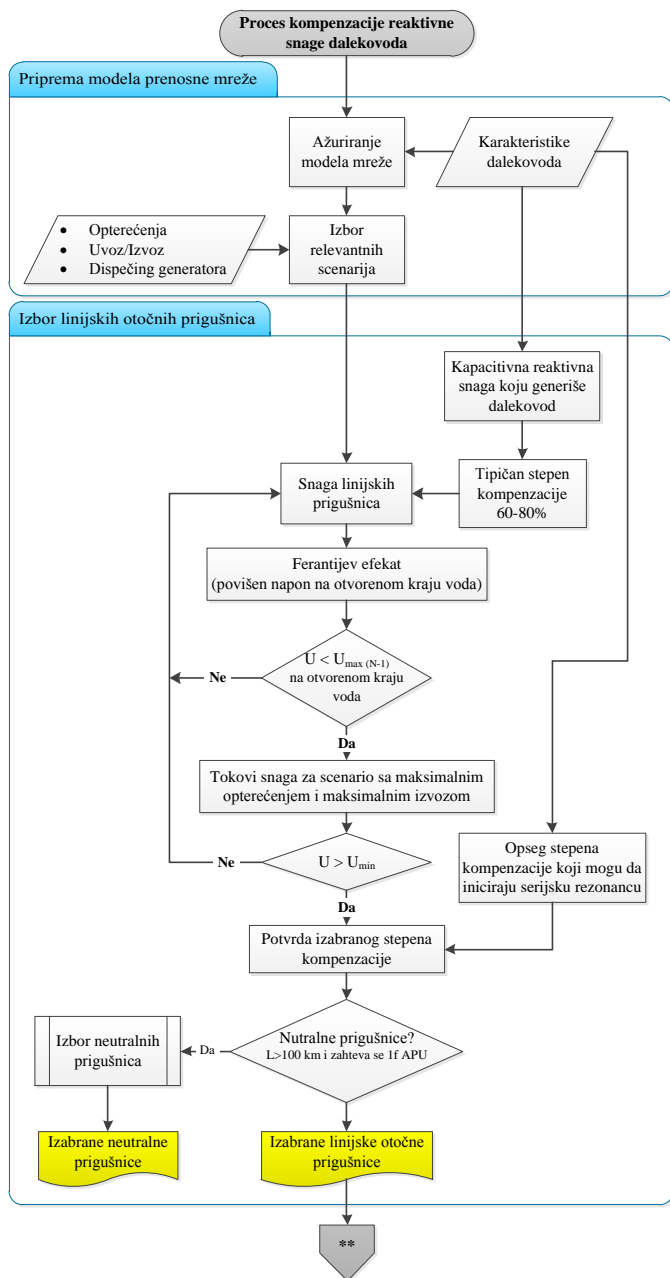 Proces kompenzacije reaktivne
snage dalekovoda
Priprema modela prenosne mreže
Ažuriranje
modela mreže
Karakteristike
dalekovoda
• Opterećenja
• Uvoz/Izvoz
• Dispečing generatora
Izbor
relevantnih
scenarija
Izbor linijskih otočnih prigušnica
Kapacitivna reaktivna
snaga koju generiše
dalekovod
Snaga linijskih
prigušnica
Tipičan stepen
kompenzacije
60-80%
Ferantijev efekat
(povišen napon na otvorenom kraju voda)
U < Umax (N-1)
na otvorenom kraju
voda
Ne
Da
Tokovi snaga za scenario sa maksimalnim
opterećenjem i maksimalnim izvozom
U > Umin
Ne
Da
Opseg stepena
kompenzacije koji mogu da
iniciraju serijsku rezonancu
Potvrda izabranog stepena
kompenzacije
Nutralne prigušnice?
L>100 km i zahteva se 1f APU
Da
Izbor neutralnih
prigušnica
Izabrane neutralne
prigušnice
Izabrane linijske otočne
prigušnice
**